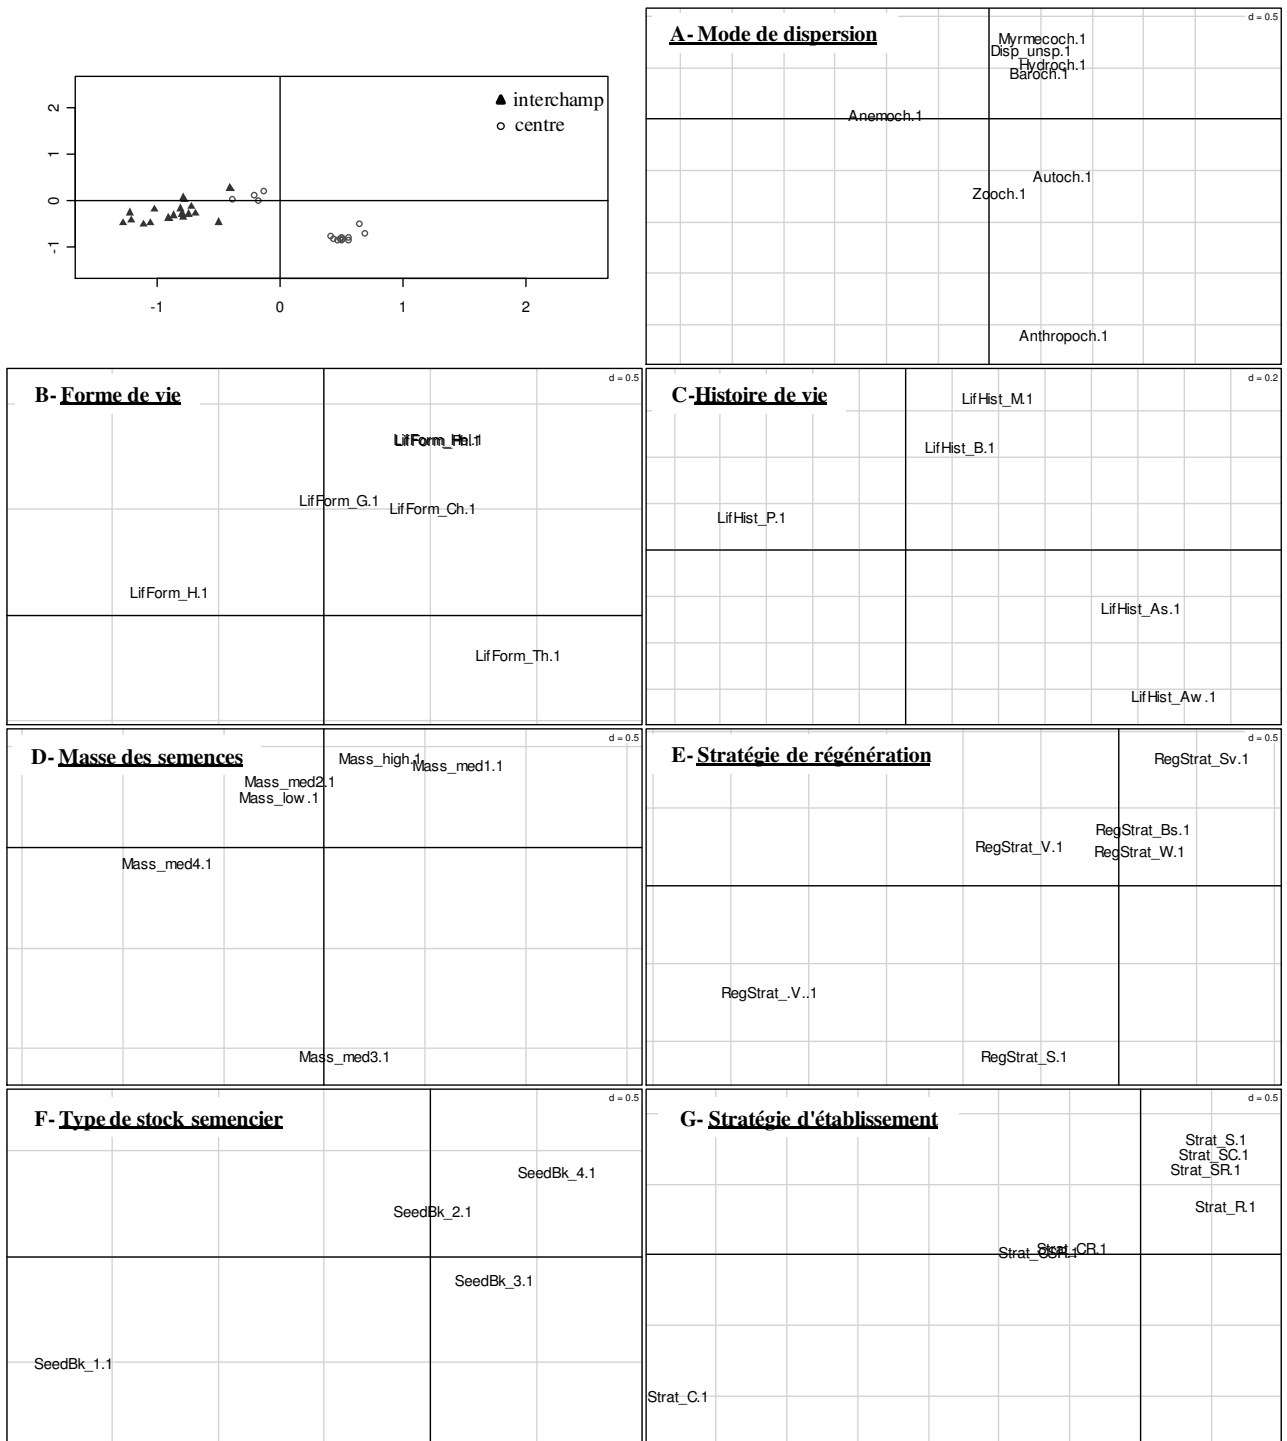 interchamp
centre
2
1
0
-1
-1
0
1
2
A- Mode de dispersion
d = 0.5
Myrmecoch.1
Disp_unsp.1
Hydroch.1
Baroch.1
Anemoch.1
Autoch.1
Zooch.1
Anthropoch.1
B- Forme de vie
d = 0.5
LifForm_G.1
LifForm_Ch.1
LifForm_H.1
LifForm_Th.1
C-Histoire de vie
d = 0.2
LifHist_M.1
LifHist_B.1
LifHist_P.1
LifHist_As.1
LifHist_Aw.1
D- Masse des semences
d = 0.5
Mass_high.1
Mass_med1.1
Mass_med2.1
Mass_low.1
Mass_med4.1
Mass_med3.1
E- Stratégie de régénération
d = 0.5
RegStrat_Sv.1
RegStrat_Bs.1
RegStrat_V.1
RegStrat_W.1
RegStrat_.V..1
RegStrat_S.1
F- Type de stock semencier
d = 0.5
SeedBk_4.1
SeedBk_2.1
SeedBk_3.1
SeedBk_1.1
G- Stratégie d'établissement
d = 0.5
Strat_S.1
Strat_SC.1
Strat_SR.1
Strat_R.1
Strat_CR.1
Strat_CSR.1
Strat_C.1